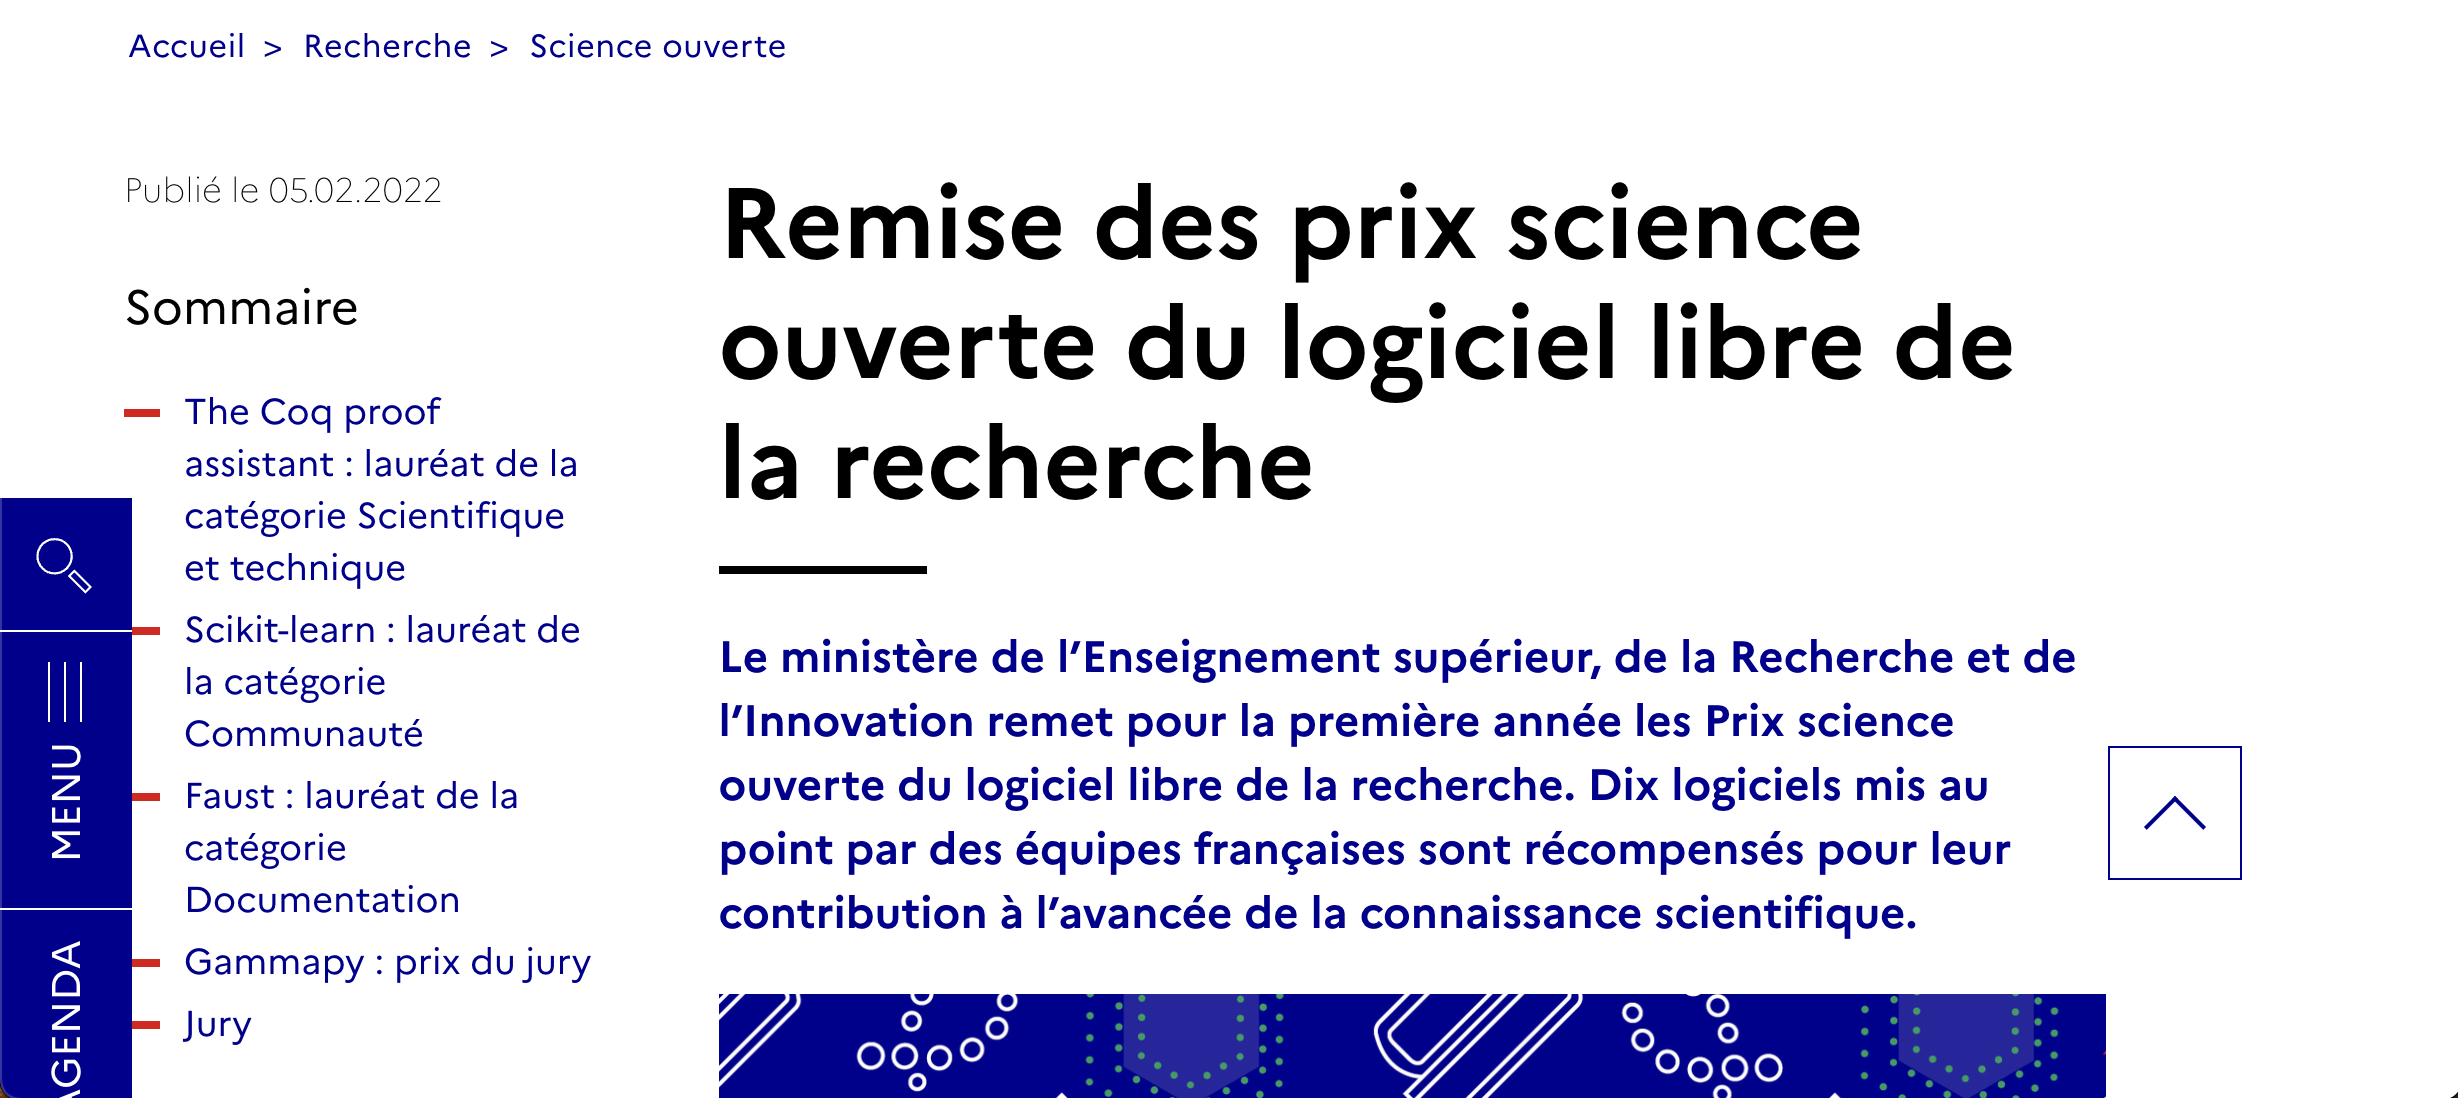 Accueil > Recherche > Science ouverte
Publié le 05.02.2022
Sommaire
The Coq proof
assistant : lauréat de la
catégorie Scientifique
et technique
Scikit-learn : lauréat de
la catégorie
Communauté
Faust : lauréat de la
catégorie
Documentation
Gammapy : prix du jury
Jury
MENU
AGENDA
Remise des prix science
ouverte du logiciel libre de
la recherche
Le ministère de l’Enseignement supérieur, de la Recherche et de
l’Innovation remet pour la première année les Prix science
ouverte du logiciel libre de la recherche. Dix logiciels mis au
point par des équipes françaises sont récompensés pour leur
contribution à l’avancée de la connaissance scientifique.